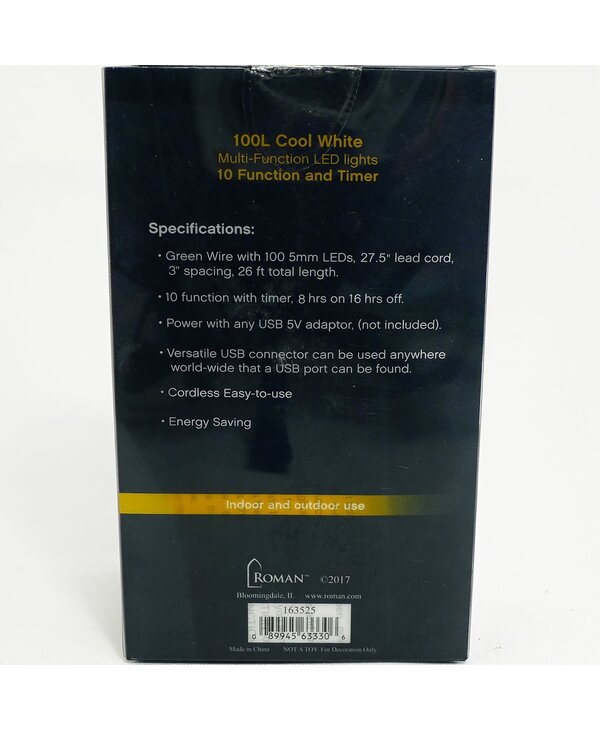 100L Cool White
Multi-Function LED lights
10 Function and Timer
Specifications:
• Green Wire with 100 5mm LEDs, 27.5" lead cord,
3" spacing, 26 ft total length.
• 10 function with timer, 8 hrs on 16 hrs off.
• Power with any USB 5V adaptor, (not included).
• Versatile USB connector can be used anywhere
world-wide that a USB port can be found.
• Cordless Easy-to-use
• Energy Saving
Indoor and outdoor use
ROMAN™ ©2017
Bloomingdale, IL www.roman.com
163525
0 89945 63330 6
Made in China NOT A TOY. For Decoration Only